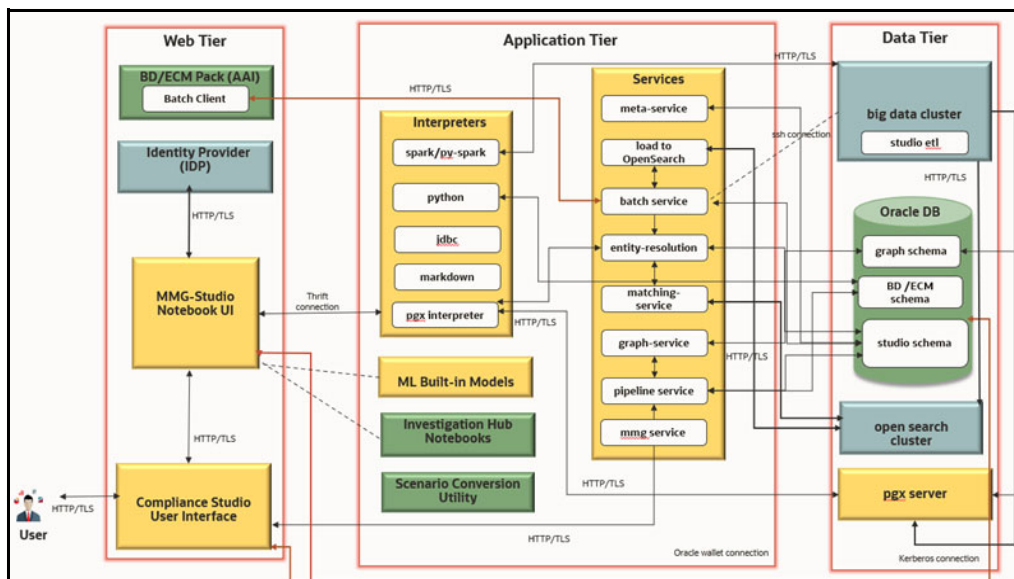 Web Tier
BD/ECM Pack (AAI)
Batch Client
Identity Provider
(IDP)
HTTP/TLS
MMG-Studio
Notebook UI
HTTP/TLS
Compliance Studio
User Interface
User
HTTP/TLS
Application Tier
HTTP/TLS
Thrift
connection
Interpreters
spark/py-spark
python
jdbc
markdown
pgx interpreter
HTTP/TLS
ML Built-in Models
Investigation Hub
Notebooks
Scenario Conversion
Utility
HTTP/TLS
HTTP/TLS
Services
meta-service
load to
OpenSearch
batch service
entity-resolution
matching-
service
graph-service
pipeline service
mmg service
HTTP/TLS
Oracle wallet connection
HTTP/TLS
ssh connection
Data Tier
big data cluster
studio etl
HTTP/TLS
Oracle DB
graph schema
BD /ECM
schema
studio schema
open search
cluster
pgx server
Kerberos connection